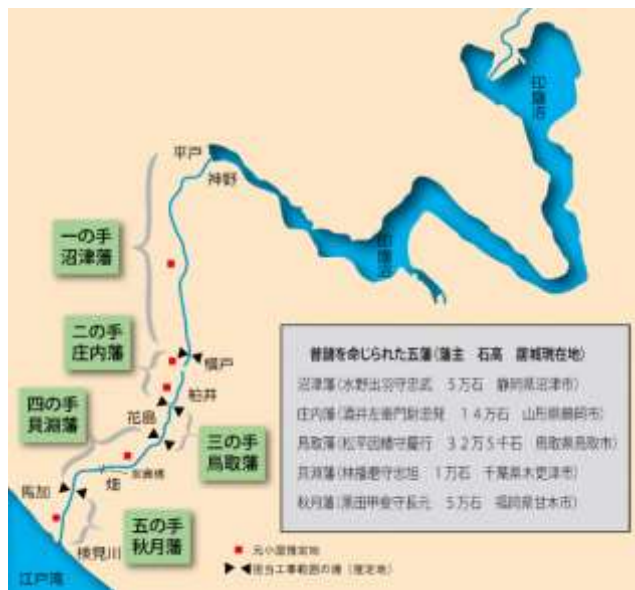 印旛沼
平戸
神野
一の手
沼津藩
印旛沼
二の手
庄内藩
横戸
柏井
四の手
貝淵藩
花島
三の手
鳥取藩
畑
馬加
五の手
秋月藩
検見川
江戸湾
普請を命じられた五藩(藩主 石高 居城現在地)
沼津藩(水野出羽守忠武 5万石 静岡県沼津市)
庄内藩(酒井左衛門尉忠発 14万石 山形県鶴岡市)
鳥取藩(松平因幡守慶行 32万5千石 鳥取県鳥取市)
貝淵藩(林播磨守忠旭 1万石 千葉県木更津市)
秋月藩(黒田甲斐守長元 5万石 福岡県甘木市)
元小屋推定地
担当工事範囲の境(推定地)